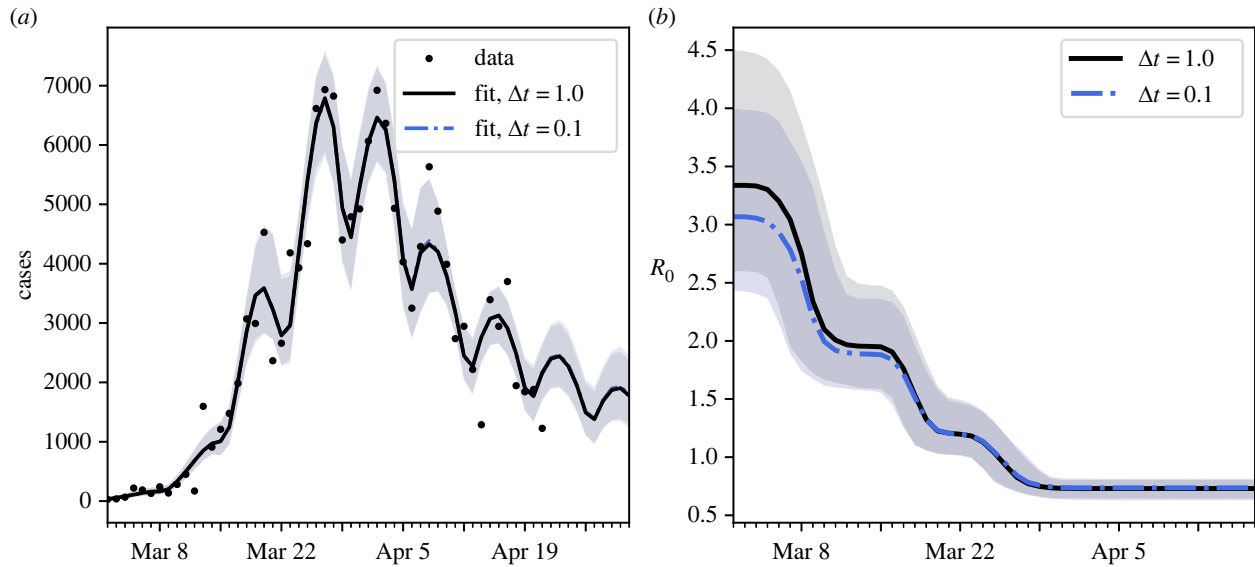 (a)
(b)
data
fit, Δt = 1.0
fit, Δt = 0.1
7000
6000
5000
4000
3000
2000
1000
0
cases
Mar 8
Mar 22
Apr 5
Apr 19
Δt = 1.0
Δt = 0.1
4.5
4.0
3.5
3.0
2.5
2.0
1.5
1.0
0.5
R0
Mar 8
Mar 22
Apr 5